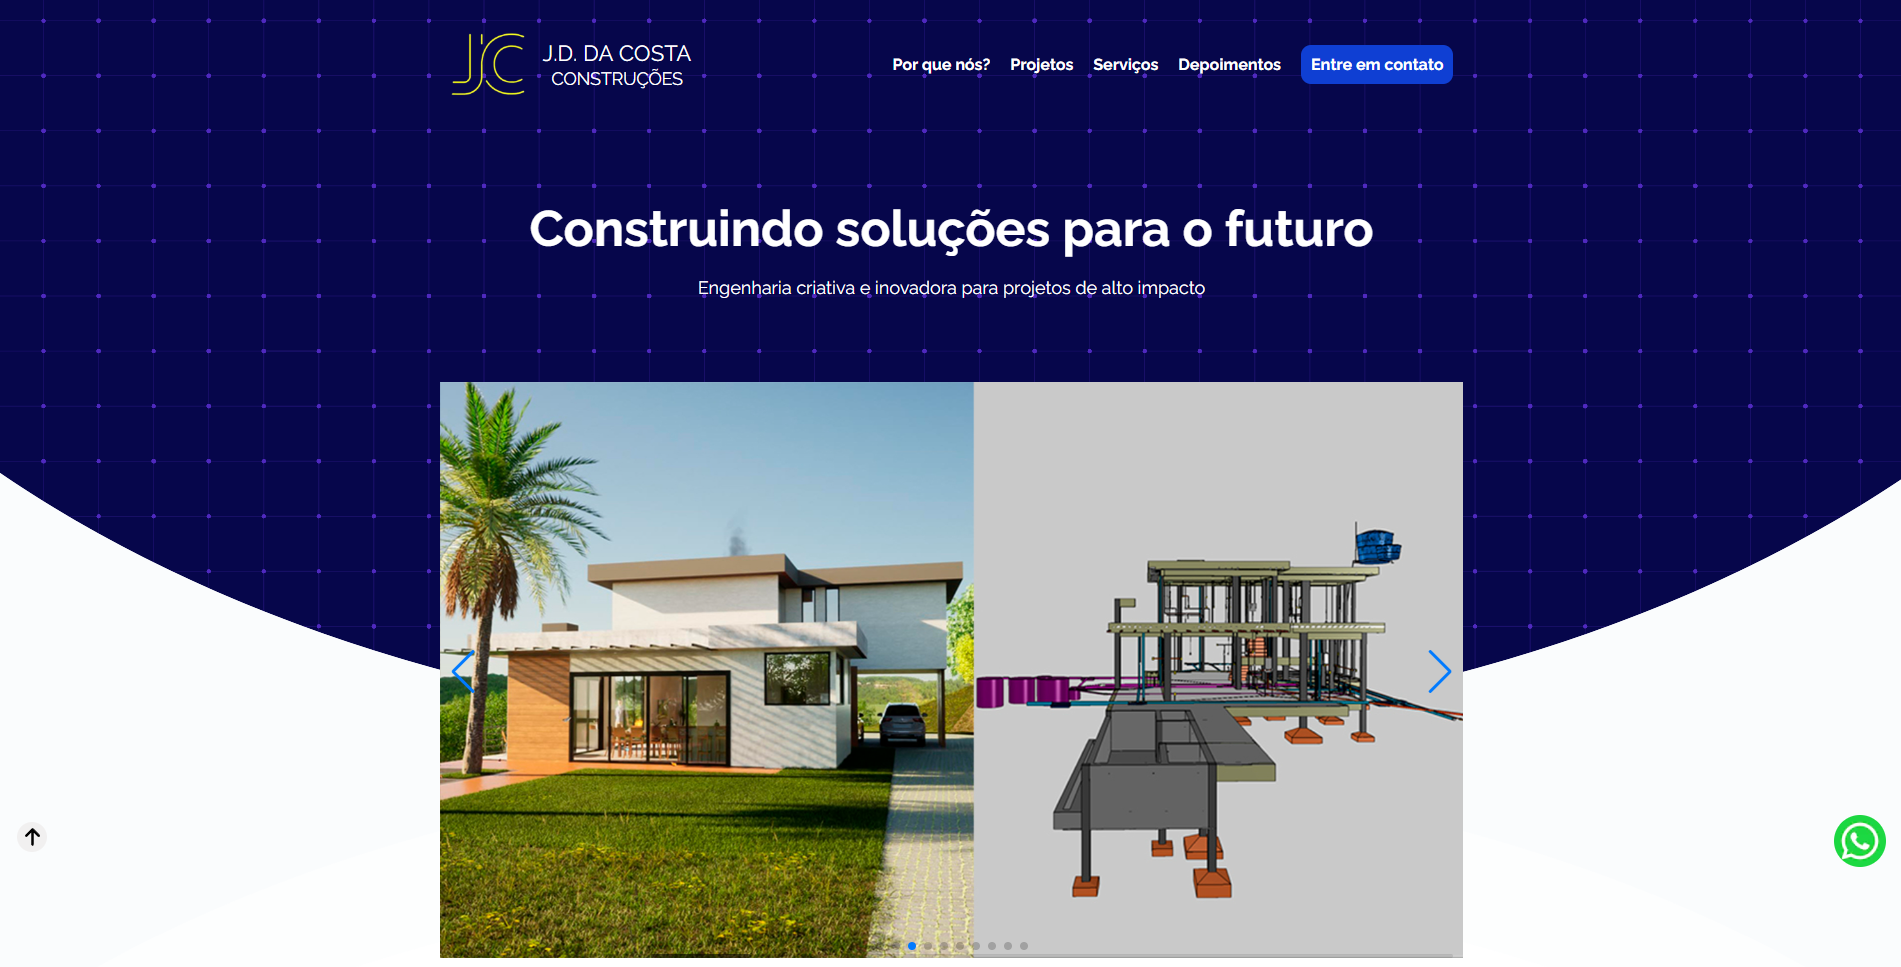 JC
J.D. DA COSTA
CONSTRUÇÕES
Por que nós? Projetos Serviços Depoimentos Entre em contato
Construindo soluções para o futuro
Engenharia criativa e inovadora para projetos de alto impacto